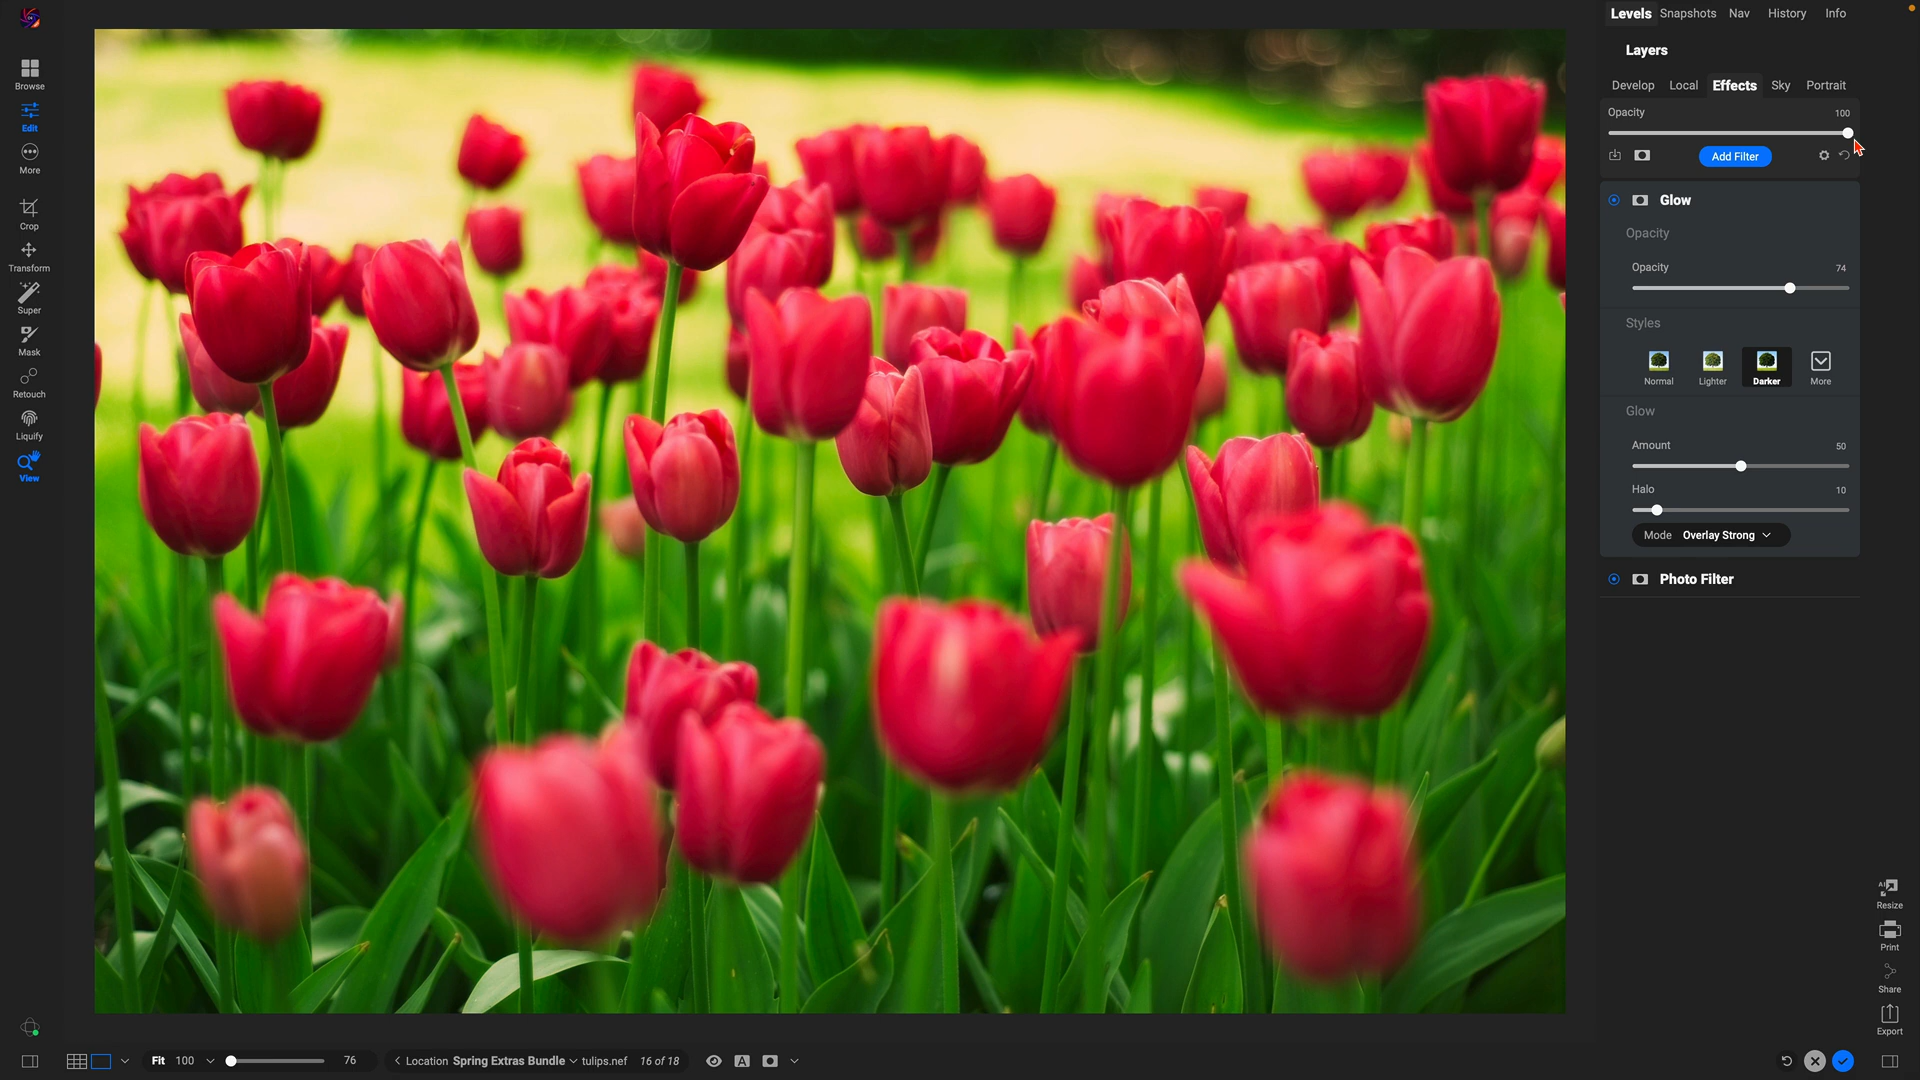 Levels Snapshots Nav History Info
Layers
Browse
Develop Local Effects Sky Portrait
Opacity 100
Edit
Add Filter
More
Glow
Crop
Opacity
Transform
Opacity 74
Super
Styles
Mask
Normal Lighter Darker More
Retouch
Glow
Liquify
Amount 50
View
Halo 10
Mode Overlay Strong
Photo Filter
AI
Resize
Print
Share
Export
Fit 100 76 Location Spring Extras Bundle tulips.nef 16 of 18 A